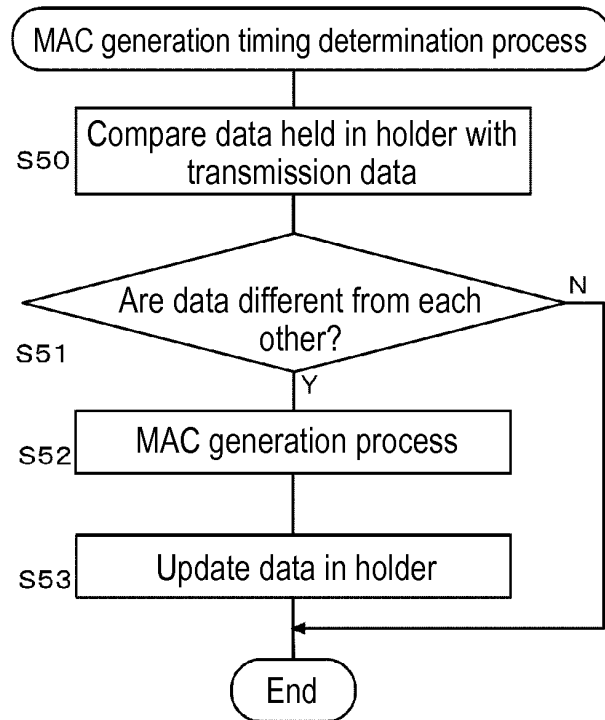 MAC generation timing determination process
S50
Compare data held in holder with
transmission data
S51
Are data different from each
other?
N
Y
S52
MAC generation process
S53
Update data in holder
End